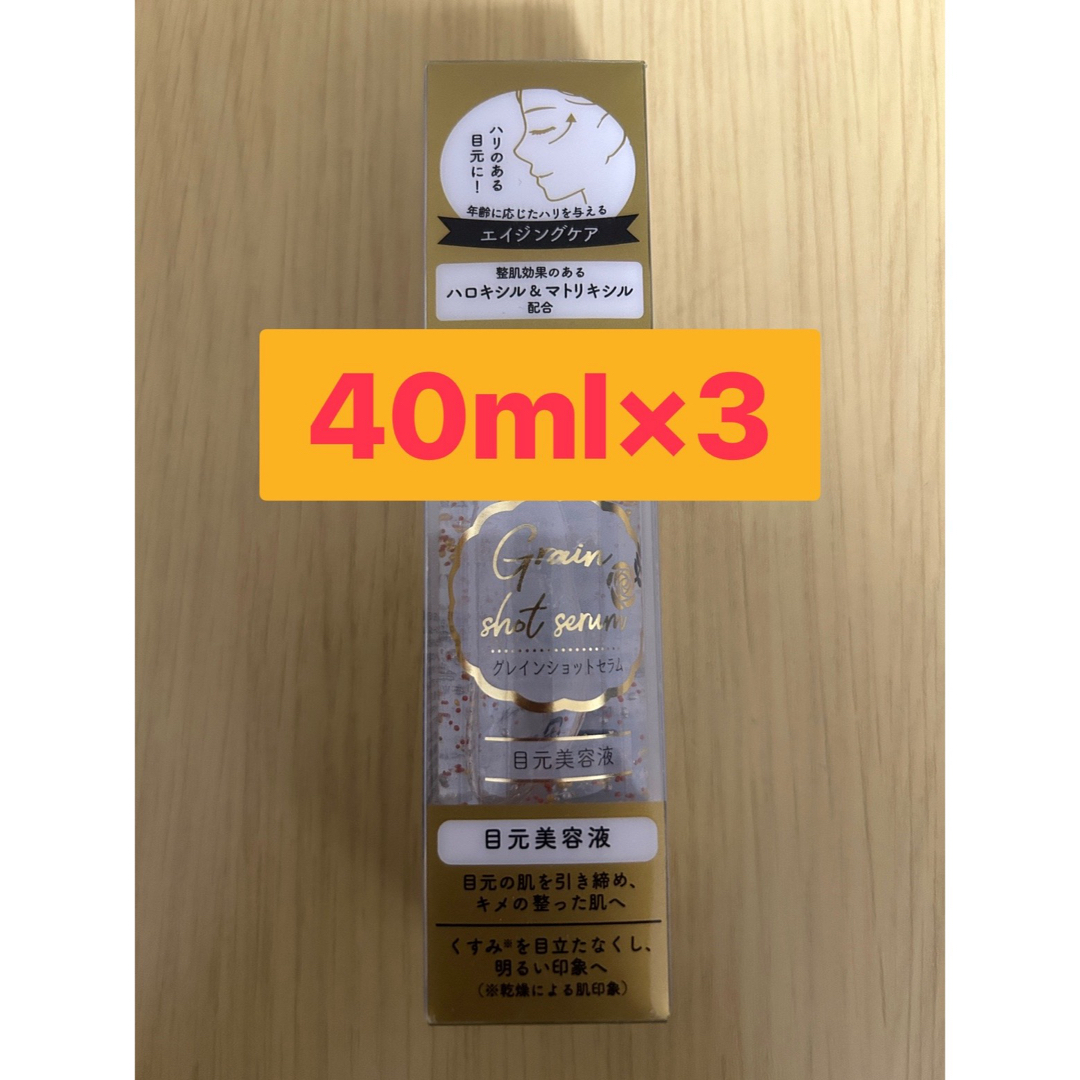 ハリのある
目元に!
年齢に応じたハリを与える
エイジングケア
整肌効果のある
ハロキシル&マトリキシル
配合
40ml×3
Grain
shot serum
グレインショットセラム
目元美容液
目元美容液
目元の肌を引き締め、
キメの整った肌へ
くすみ※を目立たなくし、
明るい印象へ
(※乾燥による肌印象)